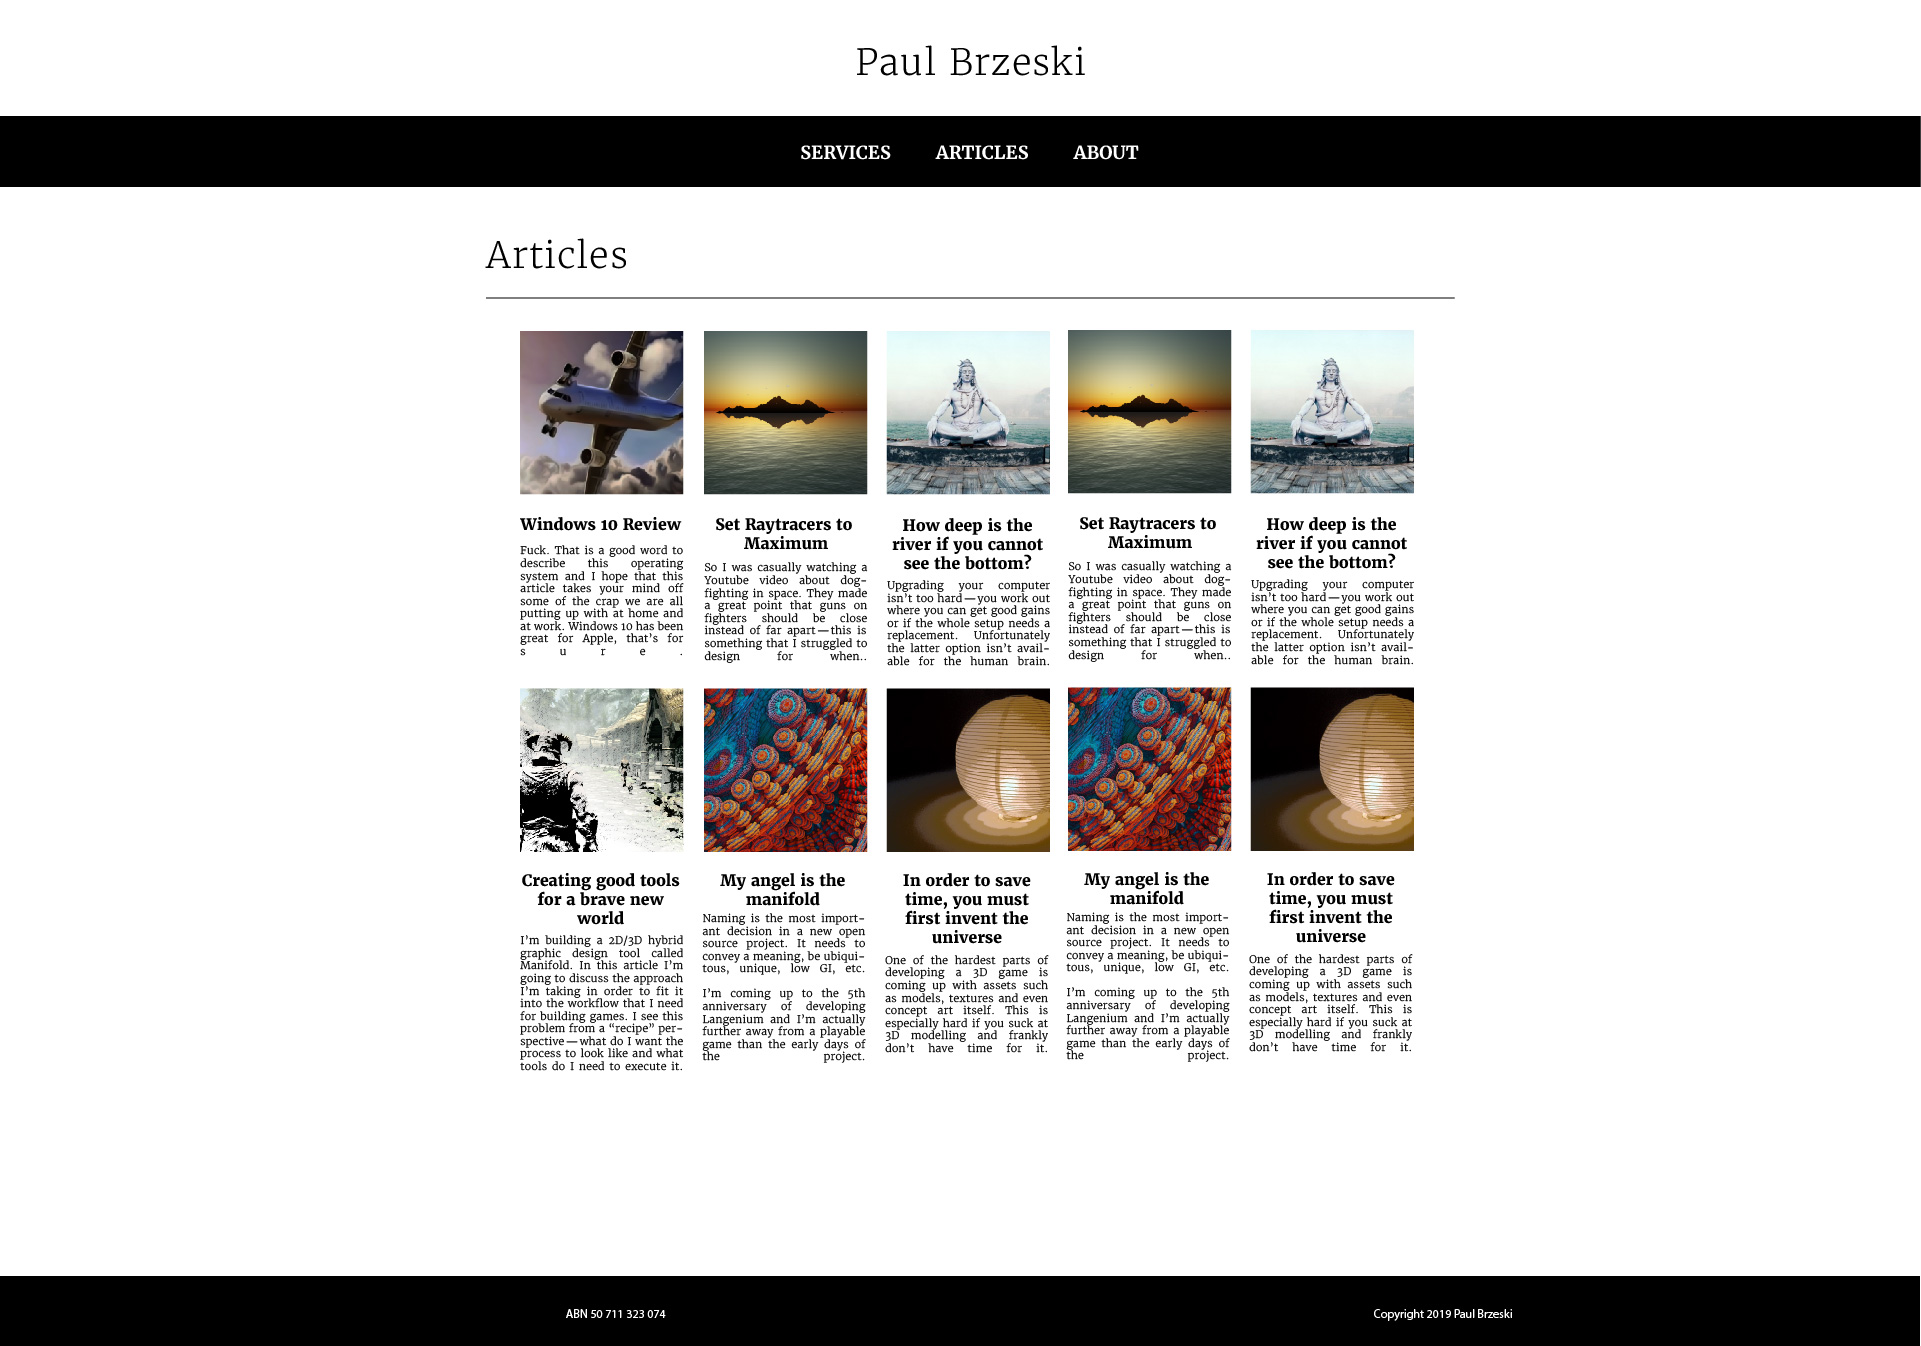 Paul Brzeski
SERVICES ARTICLES ABOUT
Articles
Windows 10 Review
Fuck. That is a good word to
describe this operating
system and I hope that this
article takes your mind off
some of the crap we are all
putting up with at home and
at work. Windows 10 has been
great for Apple, that’s for
sure.
Set Raytracers to
Maximum
So I was casually watching a
Youtube video about dog-
fighting in space. They made
a great point that guns on
fighters should be close
instead of far apart—this is
something that I struggled to
design for when..
How deep is the
river if you cannot
see the bottom?
Upgrading your computer
isn’t too hard—you work out
where you can get good gains
or if the whole setup needs a
replacement. Unfortunately
the latter option isn’t avail-
able for the human brain.
Set Raytracers to
Maximum
So I was casually watching a
Youtube video about dog-
fighting in space. They made
a great point that guns on
fighters should be close
instead of far apart—this is
something that I struggled to
design for when..
How deep is the
river if you cannot
see the bottom?
Upgrading your computer
isn’t too hard—you work out
where you can get good gains
or if the whole setup needs a
replacement. Unfortunately
the latter option isn’t avail-
able for the human brain.
Creating good tools
for a brave new
world
I’m building a 2D/3D hybrid
graphic design tool called
Manifold. In this article I’m
going to discuss the approach
I’m taking in order to fit it
into the workflow that I need
for building games. I see this
problem from a “recipe” per-
spective—what do I want the
process to look like and what
tools do I need to execute it.
My angel is the
manifold
Naming is the most import-
ant decision in a new open
source project. It needs to
convey a meaning, be ubiqui-
tous, unique, low GI, etc.
I’m coming up to the 5th
anniversary of developing
Langenium and I’m actually
further away from a playable
game than the early days of
the project.
In order to save
time, you must
first invent the
universe
One of the hardest parts of
developing a 3D game is
coming up with assets such
as models, textures and even
concept art itself. This is
especially hard if you suck at
3D modelling and frankly
don’t have time for it.
My angel is the
manifold
Naming is the most import-
ant decision in a new open
source project. It needs to
convey a meaning, be ubiqui-
tous, unique, low GI, etc.
I’m coming up to the 5th
anniversary of developing
Langenium and I’m actually
further away from a playable
game than the early days of
the project.
In order to save
time, you must
first invent the
universe
One of the hardest parts of
developing a 3D game is
coming up with assets such
as models, textures and even
concept art itself. This is
especially hard if you suck at
3D modelling and frankly
don’t have time for it.
ABN 50 711 323 074
Copyright 2019 Paul Brzeski